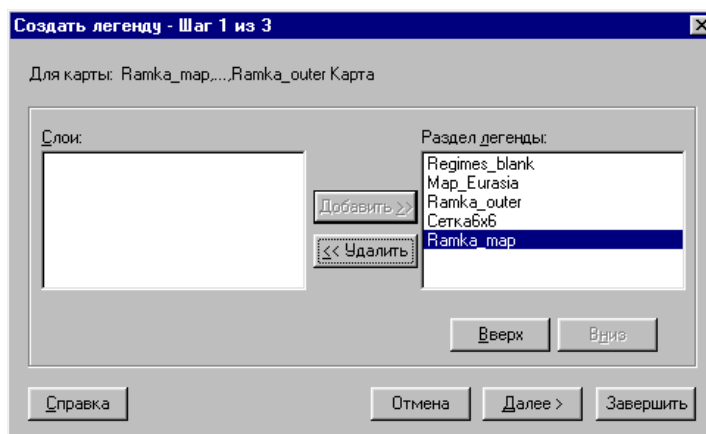 Создать легенду - Шаг 1 из 3
Для карты: Ramka_map,...,Ramka_outer Карта
Слои:
Раздел легенды:
Regimes_blank
Map_Eurasia
Ramka_outer
Сетка6х6
Ramka_map
Добавить >>
<< Удалить
Вверх
Вниз
Справка
Отмена
Далее >
Завершить